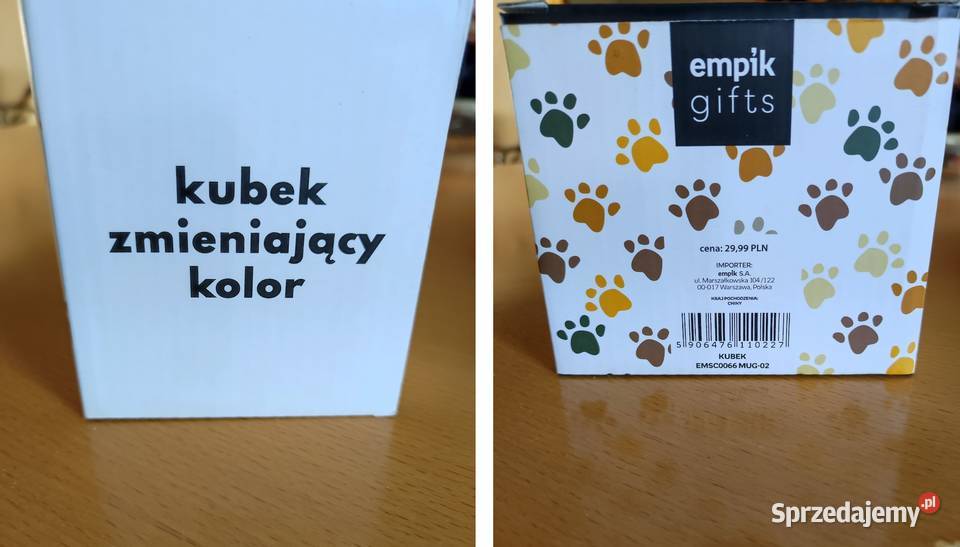 kubek
zmieniający
kolor
empik
gifts
cena: 29,99 PLN
IMPORTER:
empik S.A.
ul. Marszałkowska 104/122
00-017 Warszawa, Polska
KRAJ POCHODZENIA:
CHINY
5 906476 110227
KUBEK
EMSC0066 MUG-02
Sprzedajemy.pl